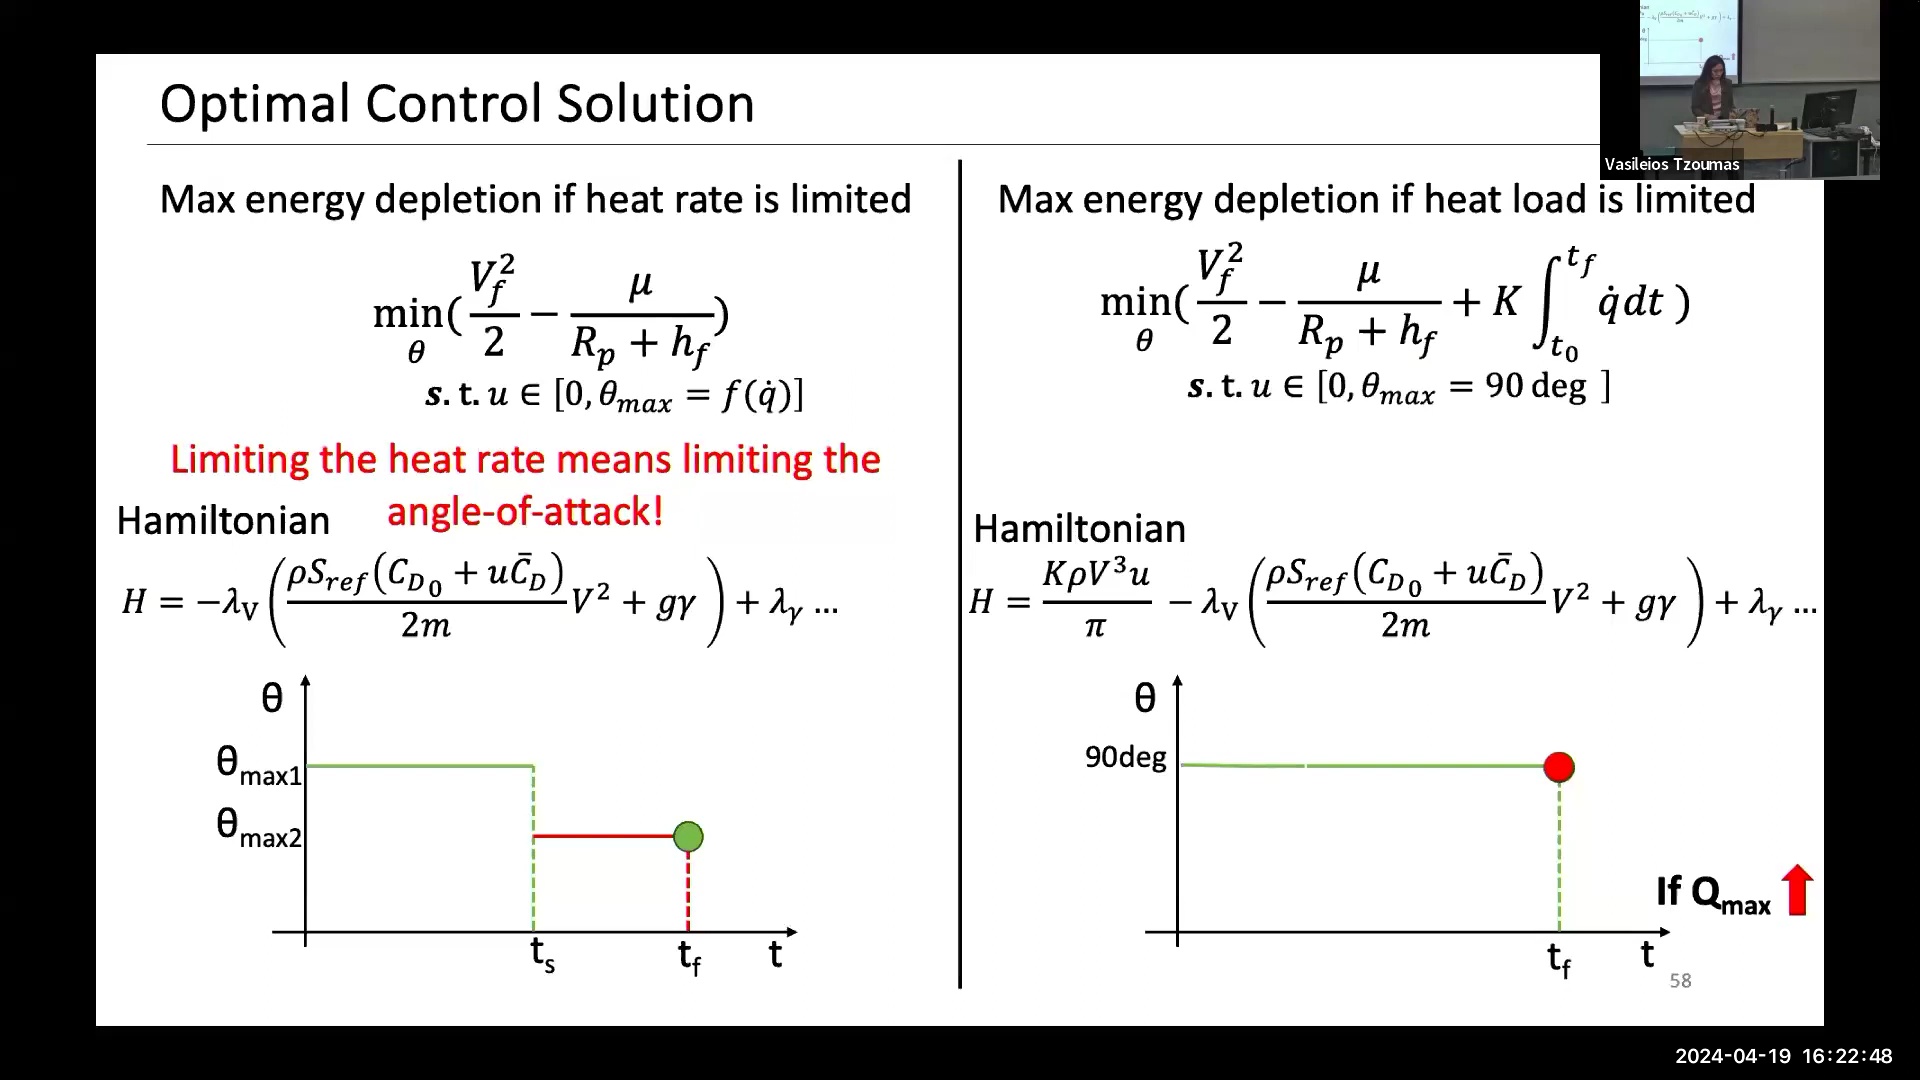 Optimal Control Solution
Vasileios Tzoumas
Max energy depletion if heat rate is limited
min_θ ( V_f^2 / 2 − μ / (R_p + h_f) )
s.t. u ∈ [0, θ_max = f(q̇)]
Limiting the heat rate means limiting the
angle-of-attack!
Hamiltonian
H = −λ_V ( ρS_ref(C_D0 + uC̄_D) / 2m V^2 + gγ ) + λ_γ ...
θ
θ_max1
θ_max2
t_s
t_f
t
Max energy depletion if heat load is limited
min_θ ( V_f^2 / 2 − μ / (R_p + h_f) + K ∫_{t_0}^{t_f} q̇ dt )
s.t. u ∈ [0, θ_max = 90 deg ]
Hamiltonian
H = KρV^3u / π − λ_V ( ρS_ref(C_D0 + uC̄_D) / 2m V^2 + gγ ) + λ_γ ...
θ
90deg
If Q_max
t_f
t
58
2024-04-19 16:22:48